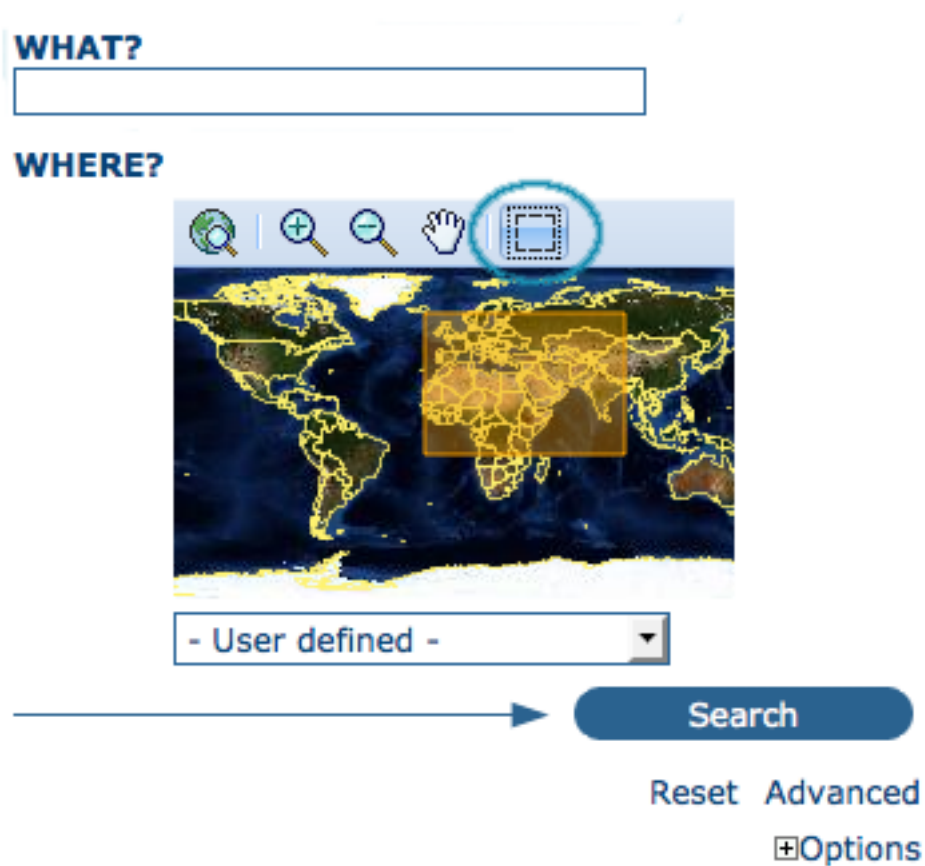 WHAT?
WHERE?
- User defined -
Search
Reset Advanced
Options